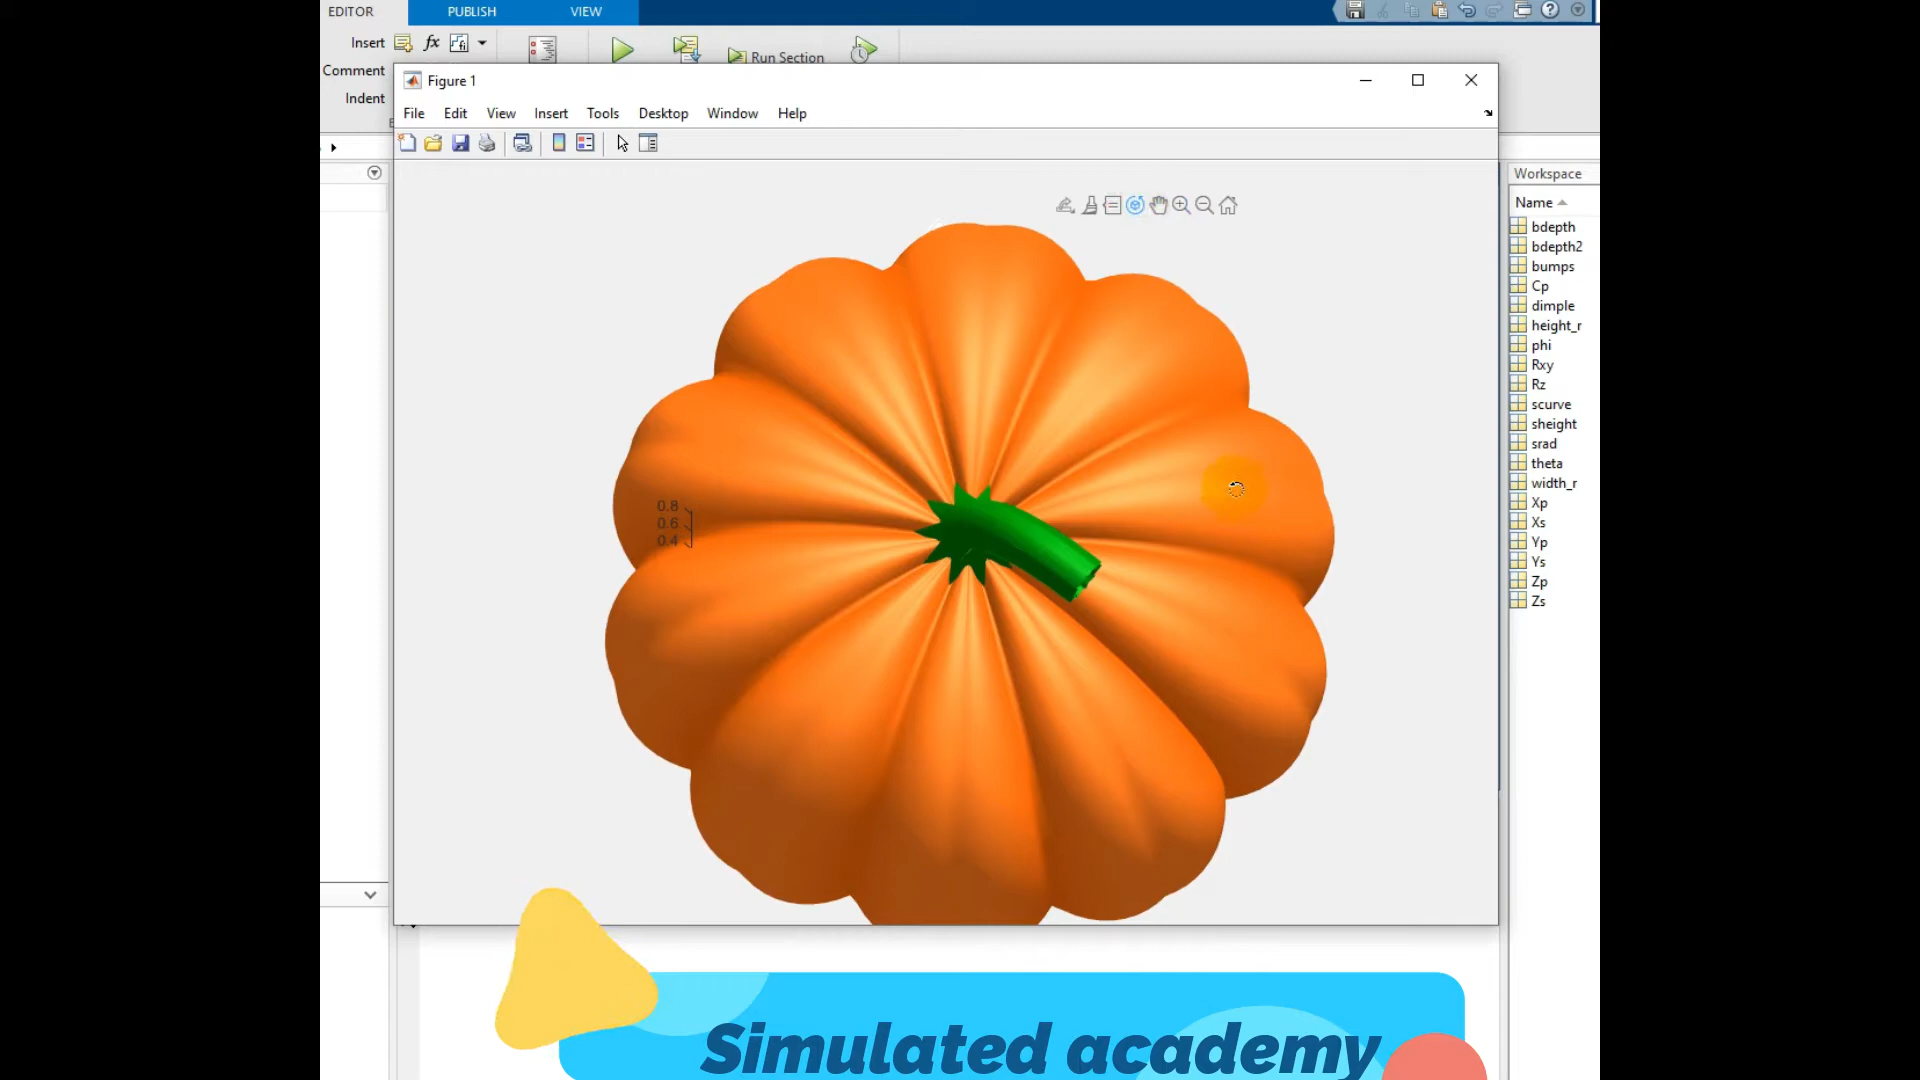 EDITOR PUBLISH VIEW
Insert fx
Comment
Indent
Run Section
Figure 1
File Edit View Insert Tools Desktop Window Help
0.8
0.6
0.4
Workspace
Name
bdepth
bdepth2
bumps
Cp
dimple
height_r
phi
Rxy
Rz
scurve
sheight
srad
theta
width_r
Xp
Xs
Yp
Ys
Zp
Zs
Simulated academy